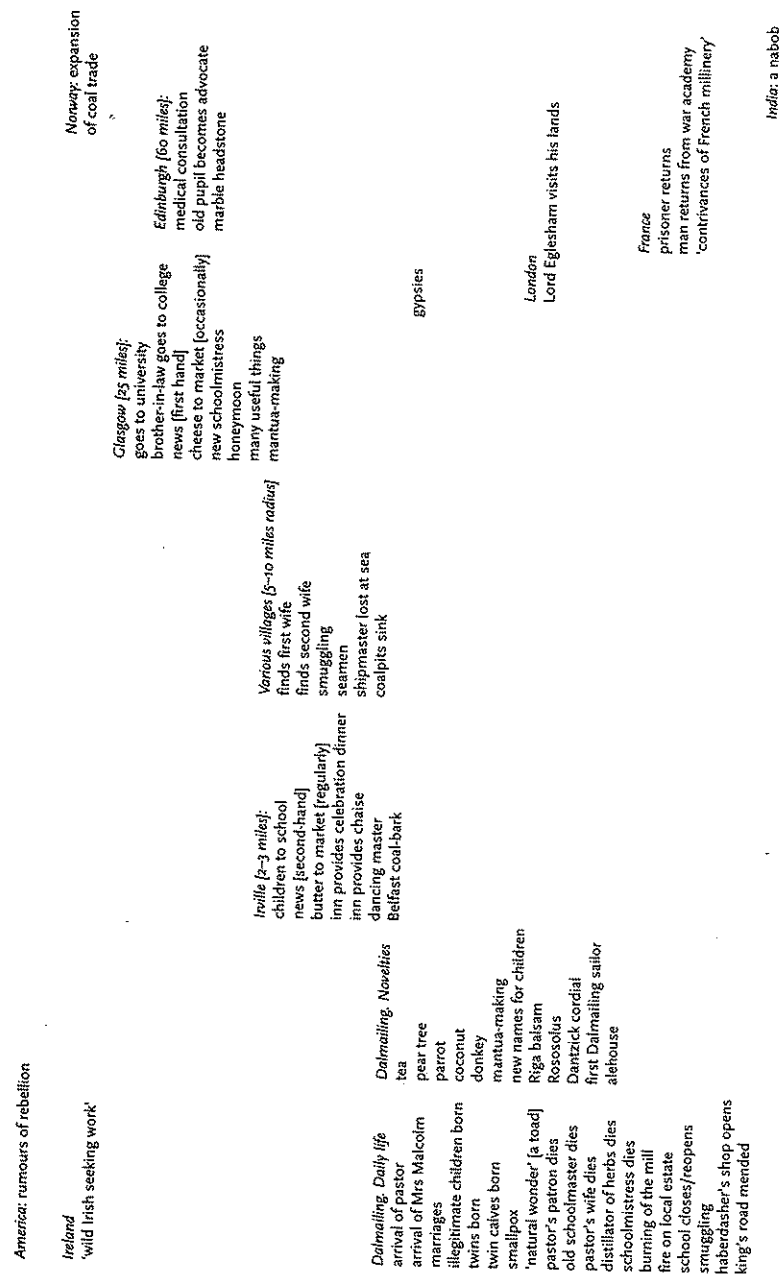 America: rumours of rebellion
Ireland
'wild Irish seeking work'
Dalmailing. Daily life
arrival of pastor
arrival of Mrs Malcolm
marriages
illegitimate children born
twins born
twin calves born
smallpox
'natural wonder' [a toad]
pastor's patron dies
old schoolmaster dies
pastor's wife dies
distillator of herbs dies
schoolmistress dies
burning of the mill
fire on local estate
school closes/reopens
smuggling
haberdasher's shop opens
king's road mended
Dalmailing. Novelties
tea
pear tree
parrot
coconut
donkey
mantua-making
new names for children
Riga balsam
Rososolus
Dantzick cordial
first Dalmailing sailor
alehouse
Irville [2–3 miles]:
children to school
news [second-hand]
butter to market [regularly]
inn provides celebration dinner
inn provides chaise
dancing master
Belfast coal-bark
Various villages [5–10 miles radius]
finds first wife
finds second wife
smuggling
seamen
shipmaster lost at sea
coalpits sink
Glasgow [25 miles]:
goes to university
brother-in-law goes to college
news [first hand]
cheese to market [occasionally]
new schoolmistress
honeymoon
many useful things
mantua-making
gypsies
Norway: expansion
of coal trade
Edinburgh [60 miles]:
medical consultation
old pupil becomes advocate
marble headstone
London
Lord Eglesham visits his lands
France
prisoner returns
man returns from war academy
'contrivances of French millinery'
India: a nabob